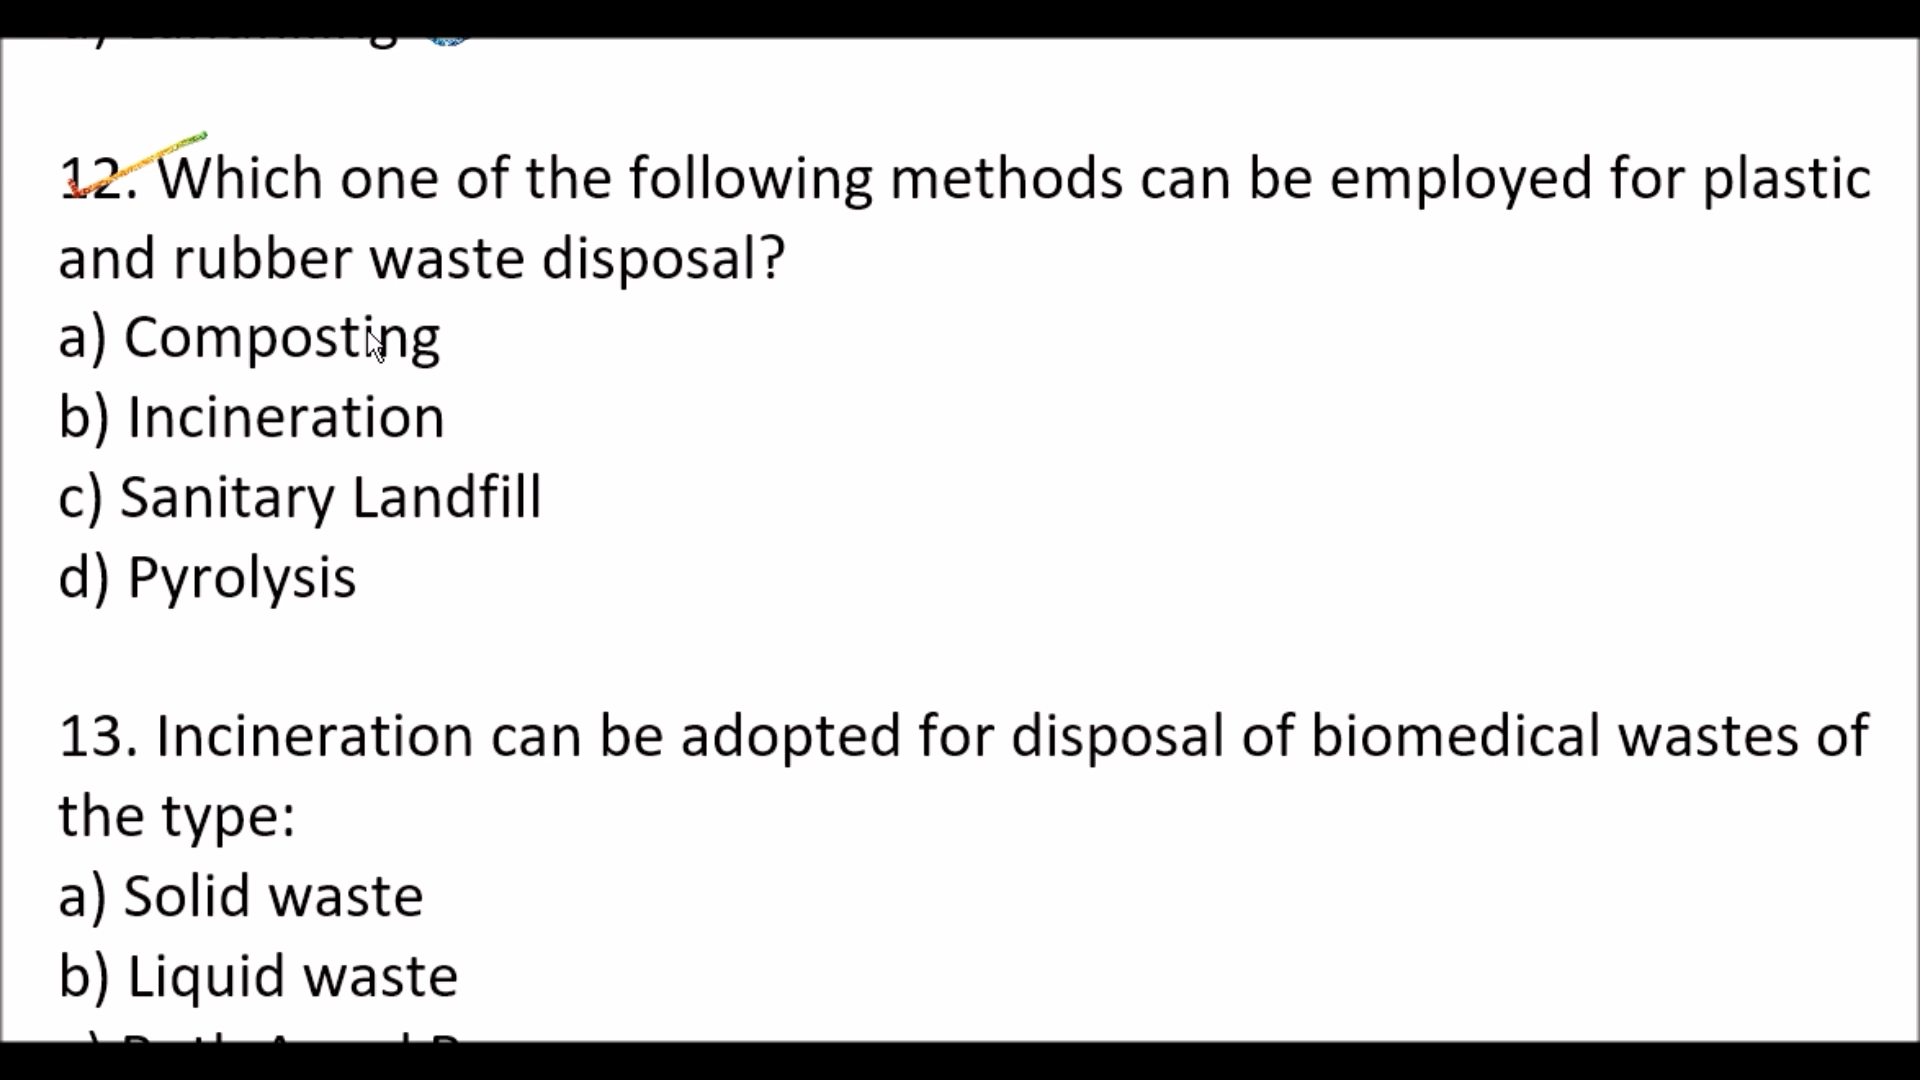 12. Which one of the following methods can be employed for plastic
and rubber waste disposal?
a) Composting
b) Incineration
c) Sanitary Landfill
d) Pyrolysis
13. Incineration can be adopted for disposal of biomedical wastes of
the type:
a) Solid waste
b) Liquid waste